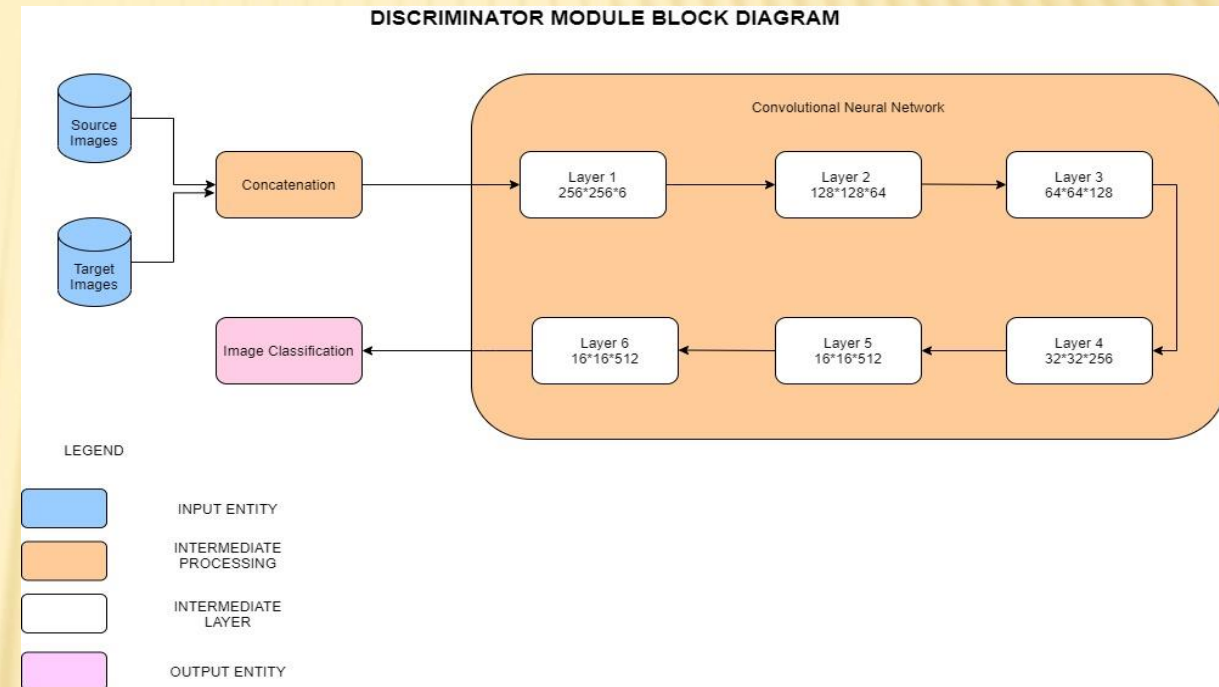 DISCRIMINATOR MODULE BLOCK DIAGRAM
Source
Images
Target
Images
Concatenation
Convolutional Neural Network
Layer 1
256*256*6
Layer 2
128*128*64
Layer 3
64*64*128
Layer 4
32*32*256
Layer 5
16*16*512
Layer 6
16*16*512
Image Classification
LEGEND
INPUT ENTITY
INTERMEDIATE
PROCESSING
INTERMEDIATE
LAYER
OUTPUT ENTITY